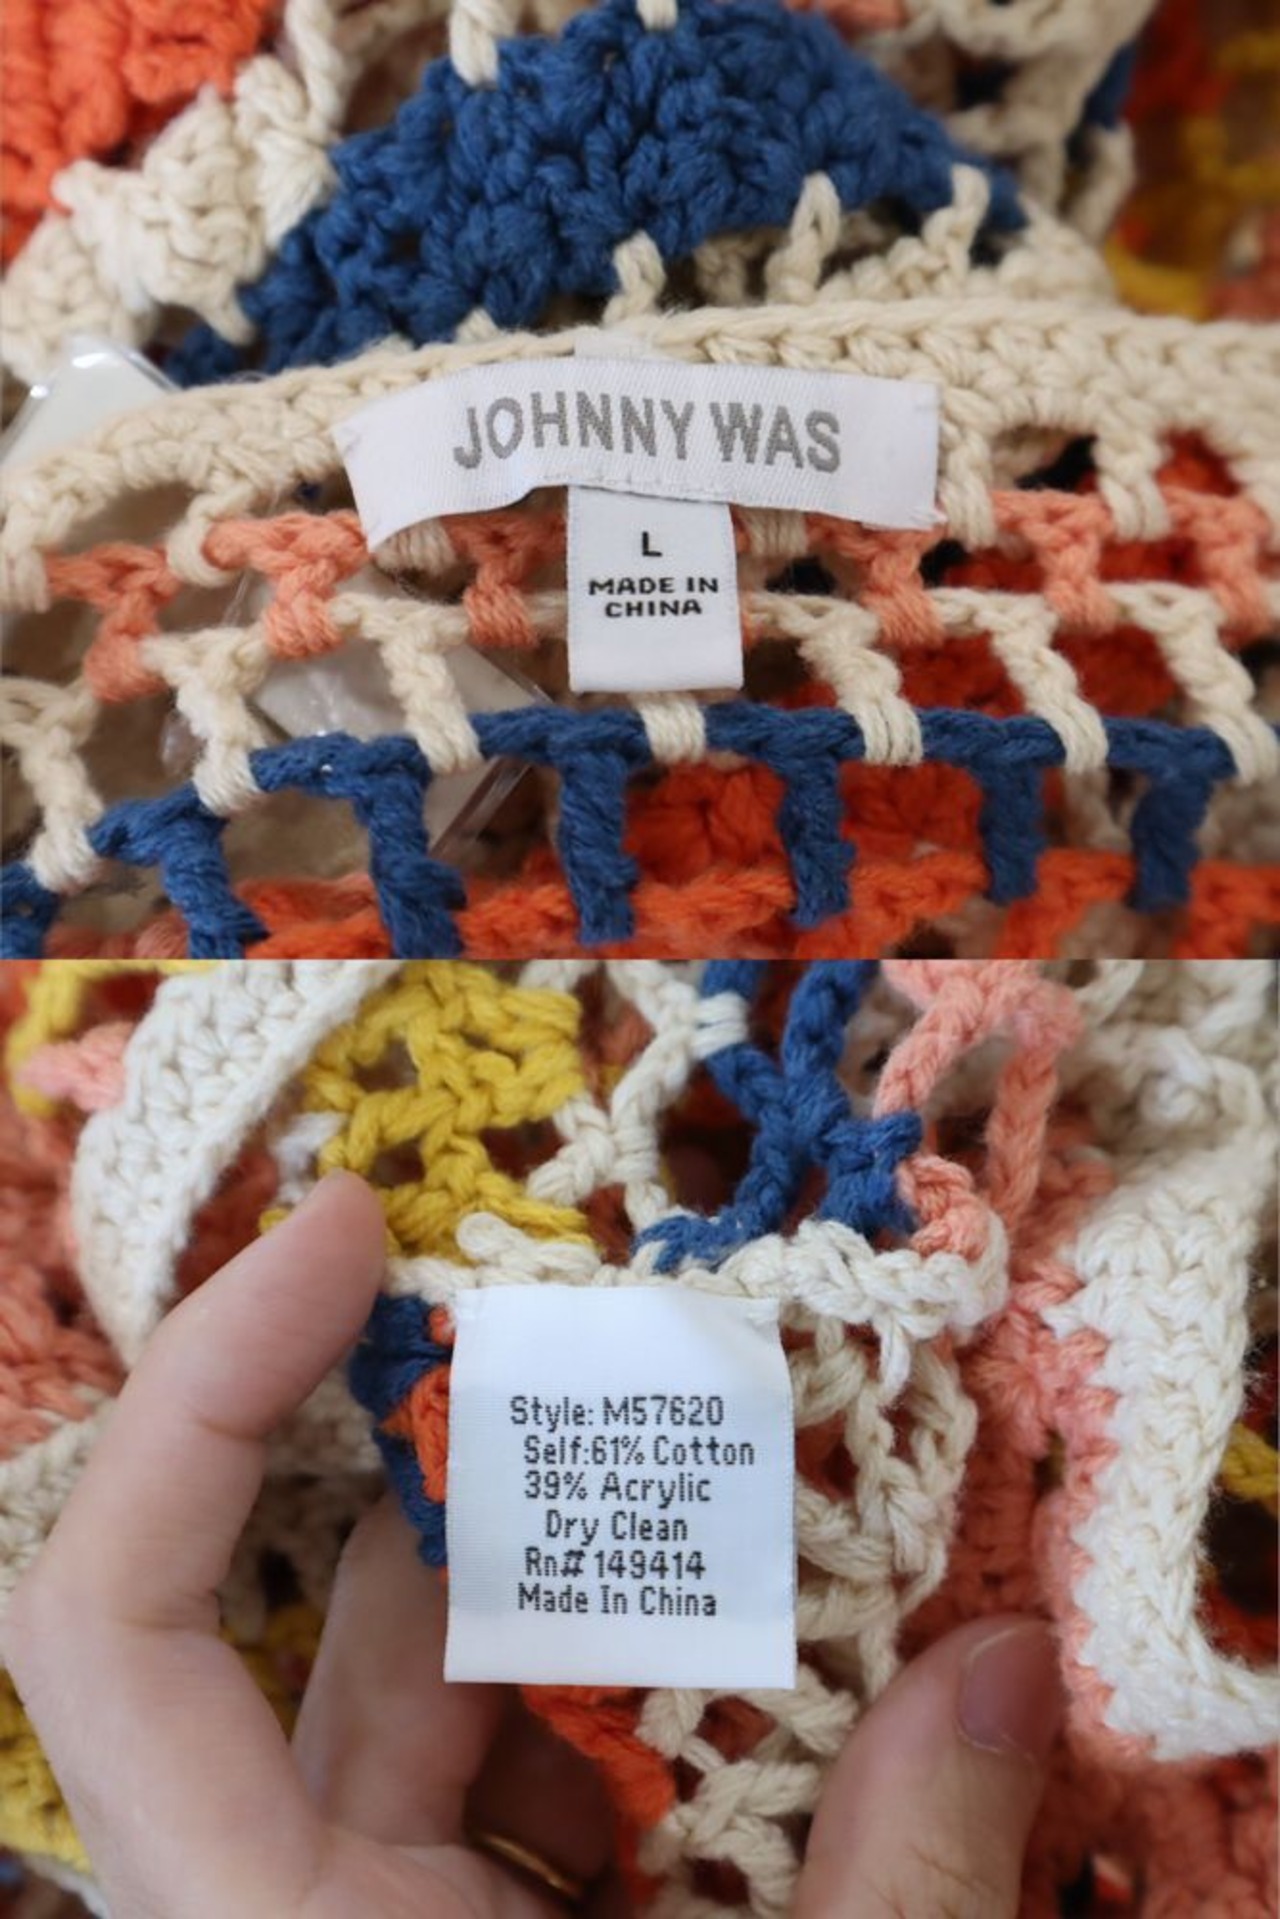 JOHNNY WAS
L
MADE IN
CHINA
Style: M57620
Self:61% Cotton
39% Acrylic
Dry Clean
Rn# 149414
Made In China